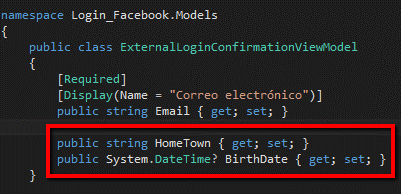 namespace Login_Facebook.Models
{
public class ExternalLoginConfirmationViewModel
{
[Required]
[Display(Name = "Correo electrónico")]
public string Email { get; set; }
public string HomeTown { get; set; }
public System.DateTime? BirthDate { get; set; }
}